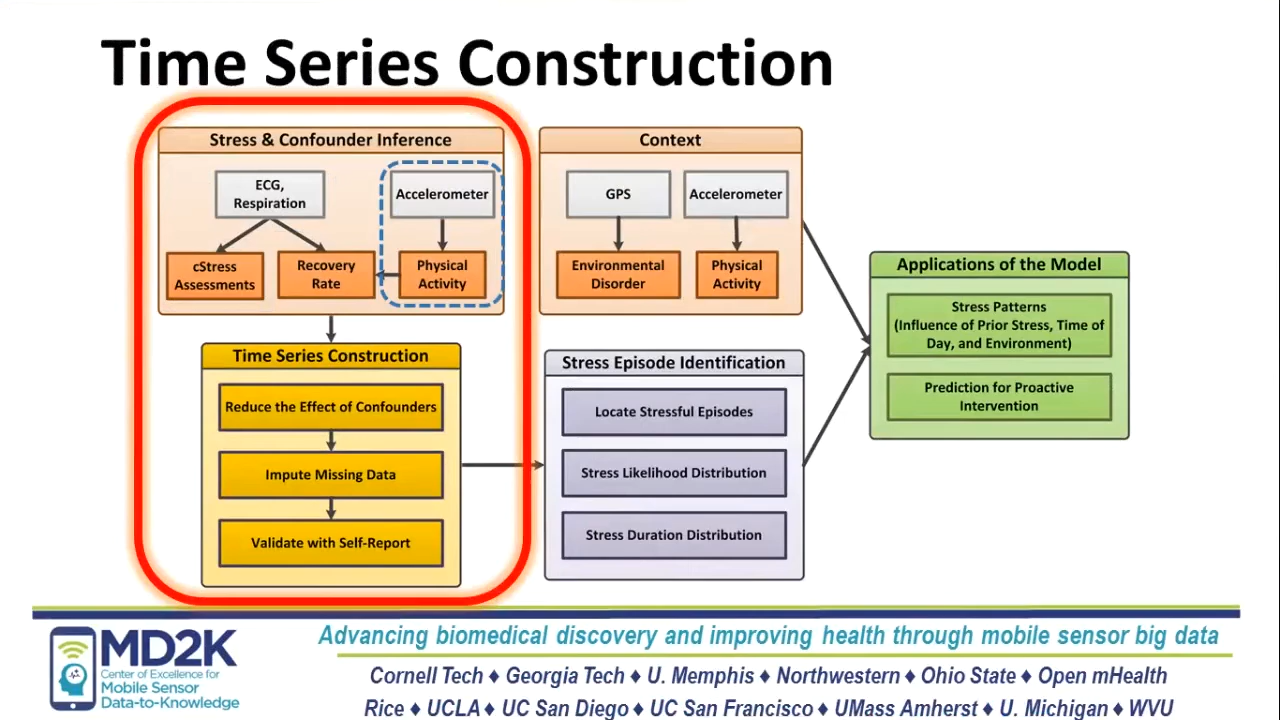 Time Series Construction
Stress & Confounder Inference
ECG,
Respiration
Accelerometer
cStress
Assessments
Recovery
Rate
Physical
Activity
Time Series Construction
Reduce the Effect of Confounders
Impute Missing Data
Validate with Self-Report
Context
GPS
Accelerometer
Environmental
Disorder
Physical
Activity
Stress Episode Identification
Locate Stressful Episodes
Stress Likelihood Distribution
Stress Duration Distribution
Applications of the Model
Stress Patterns
(Influence of Prior Stress, Time of
Day, and Environment)
Prediction for Proactive
Intervention
MD2K
Center of Excellence for
Mobile Sensor
Data-to-Knowledge
Advancing biomedical discovery and improving health through mobile sensor big data
Cornell Tech ♦ Georgia Tech ♦ U. Memphis ♦ Northwestern ♦ Ohio State ♦ Open mHealth
Rice ♦ UCLA ♦ UC San Diego ♦ UC San Francisco ♦ UMass Amherst ♦ U. Michigan ♦ WVU